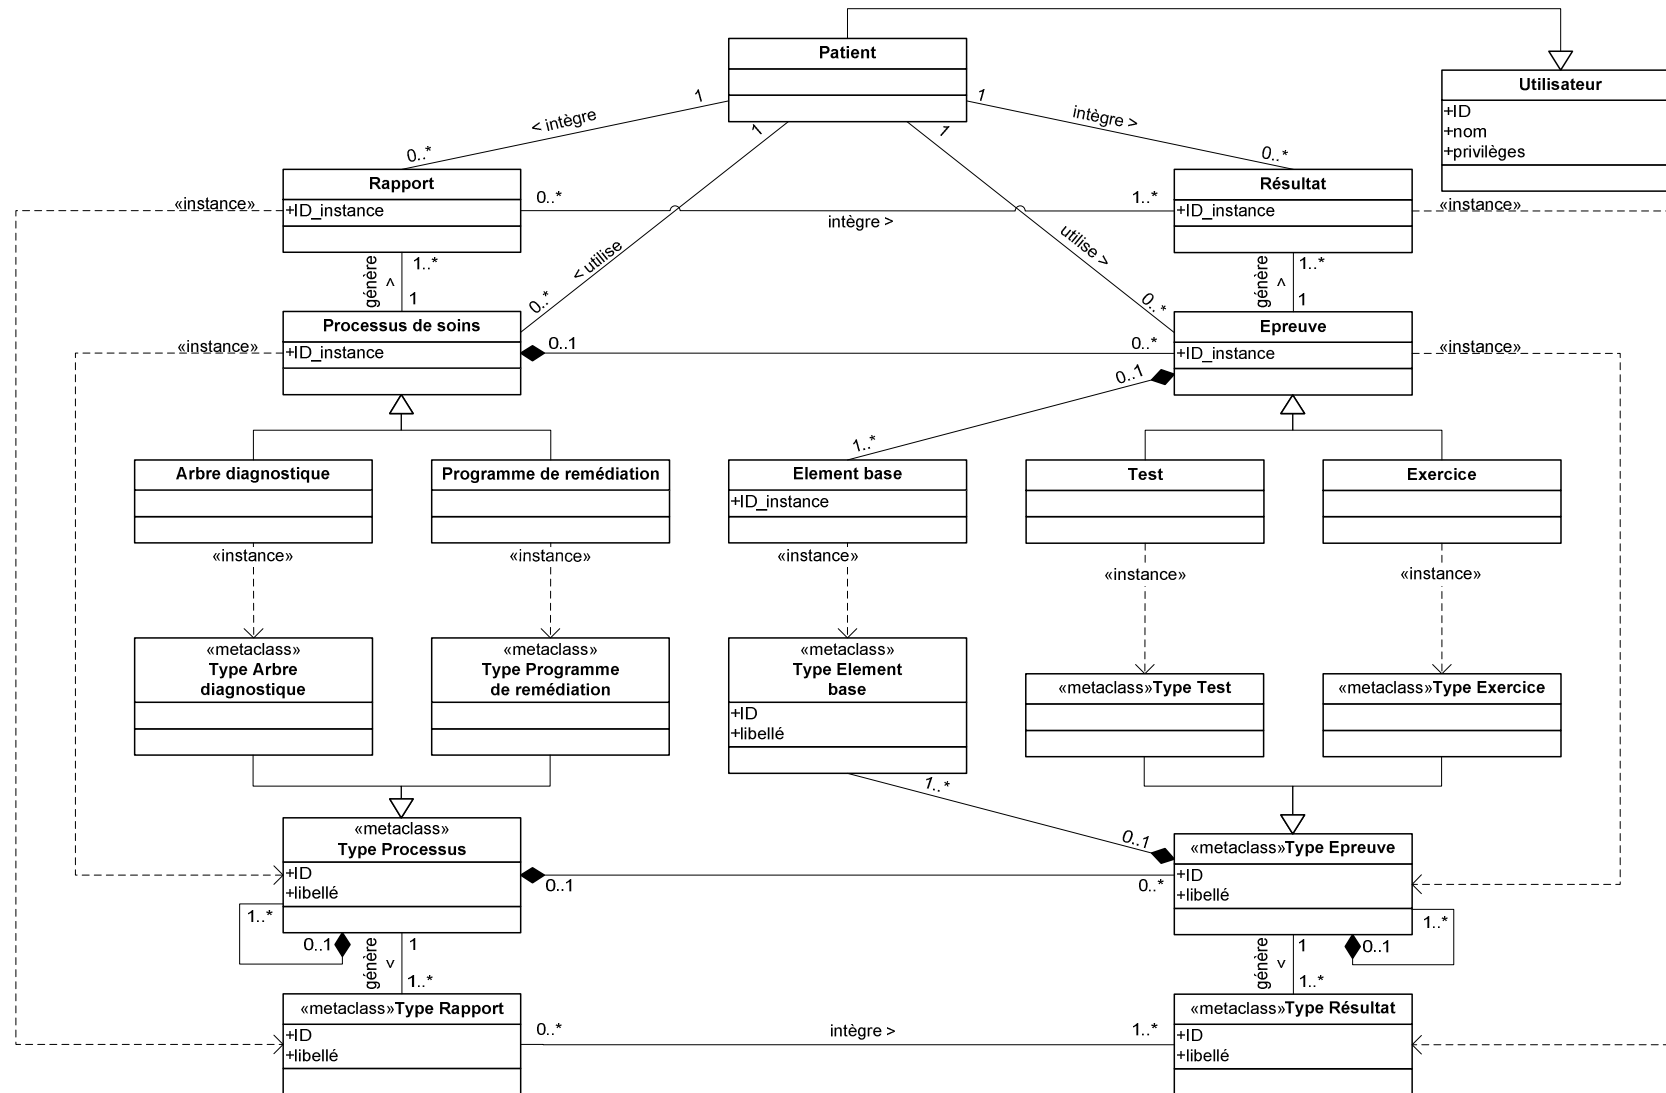 Patient
Utilisateur
+ID
+nom
+privilèges
1
1
< intègre
intègre >
1
1
0..*
0..*
Rapport
Résultat
«instance»
+ID_instance
0..*
1..*
+ID_instance
«instance»
intègre >
< utilise
utilise >
génère
>
1..*
génère
>
1..*
1
0..*
0..*
1
Processus de soins
Epreuve
«instance»
+ID_instance
0..1
0..*
+ID_instance
«instance»
0..1
1..*
Arbre diagnostique
Programme de remédiation
Element base
Test
Exercice
+ID_instance
«instance»
«instance»
«instance»
«instance»
«instance»
«metaclass»
Type Arbre
diagnostique
«metaclass»
Type Programme
de remédiation
«metaclass»
Type Element
base
+ID
+libellé
«metaclass»Type Test
«metaclass»Type Exercice
1..*
0..1
«metaclass»
Type Processus
+ID
+libellé
0..1
0..*
«metaclass»Type Epreuve
+ID
+libellé
1..*
0..1
1..*
0..1
génère
<
1
1..*
génère
<
1
1..*
«metaclass»Type Rapport
+ID
+libellé
0..*
intègre >
1..*
«metaclass»Type Résultat
+ID
+libellé